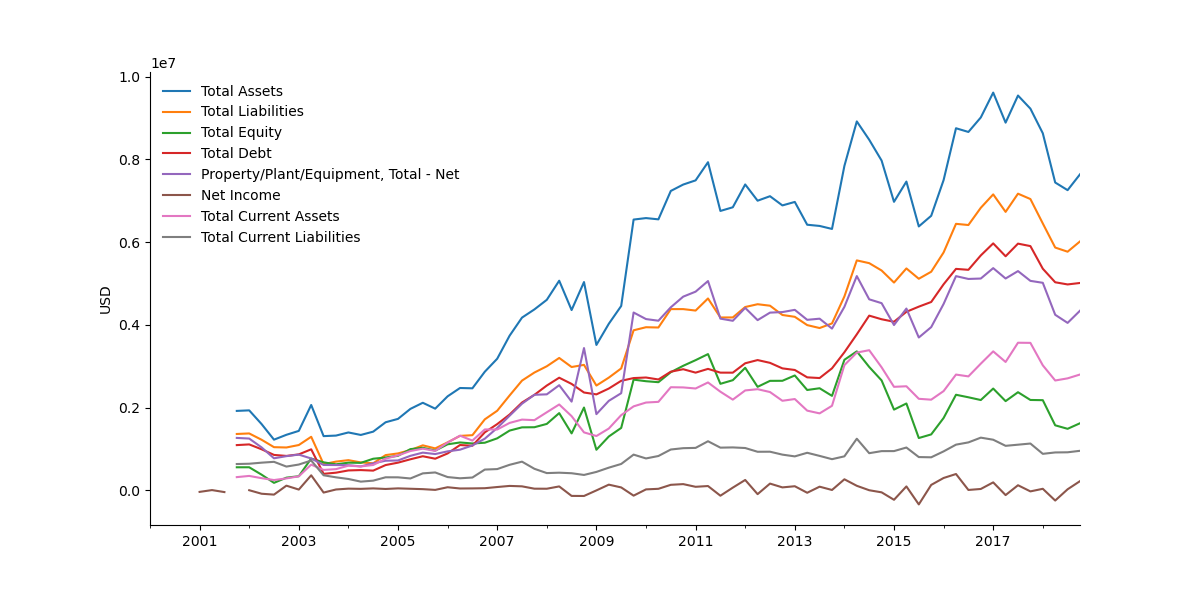 1e7
1.0
0.8
0.6
0.4
0.2
0.0
USD
Total Assets
Total Liabilities
Total Equity
Total Debt
Property/Plant/Equipment, Total - Net
Net Income
Total Current Assets
Total Current Liabilities
2001 2003 2005 2007 2009 2011 2013 2015 2017